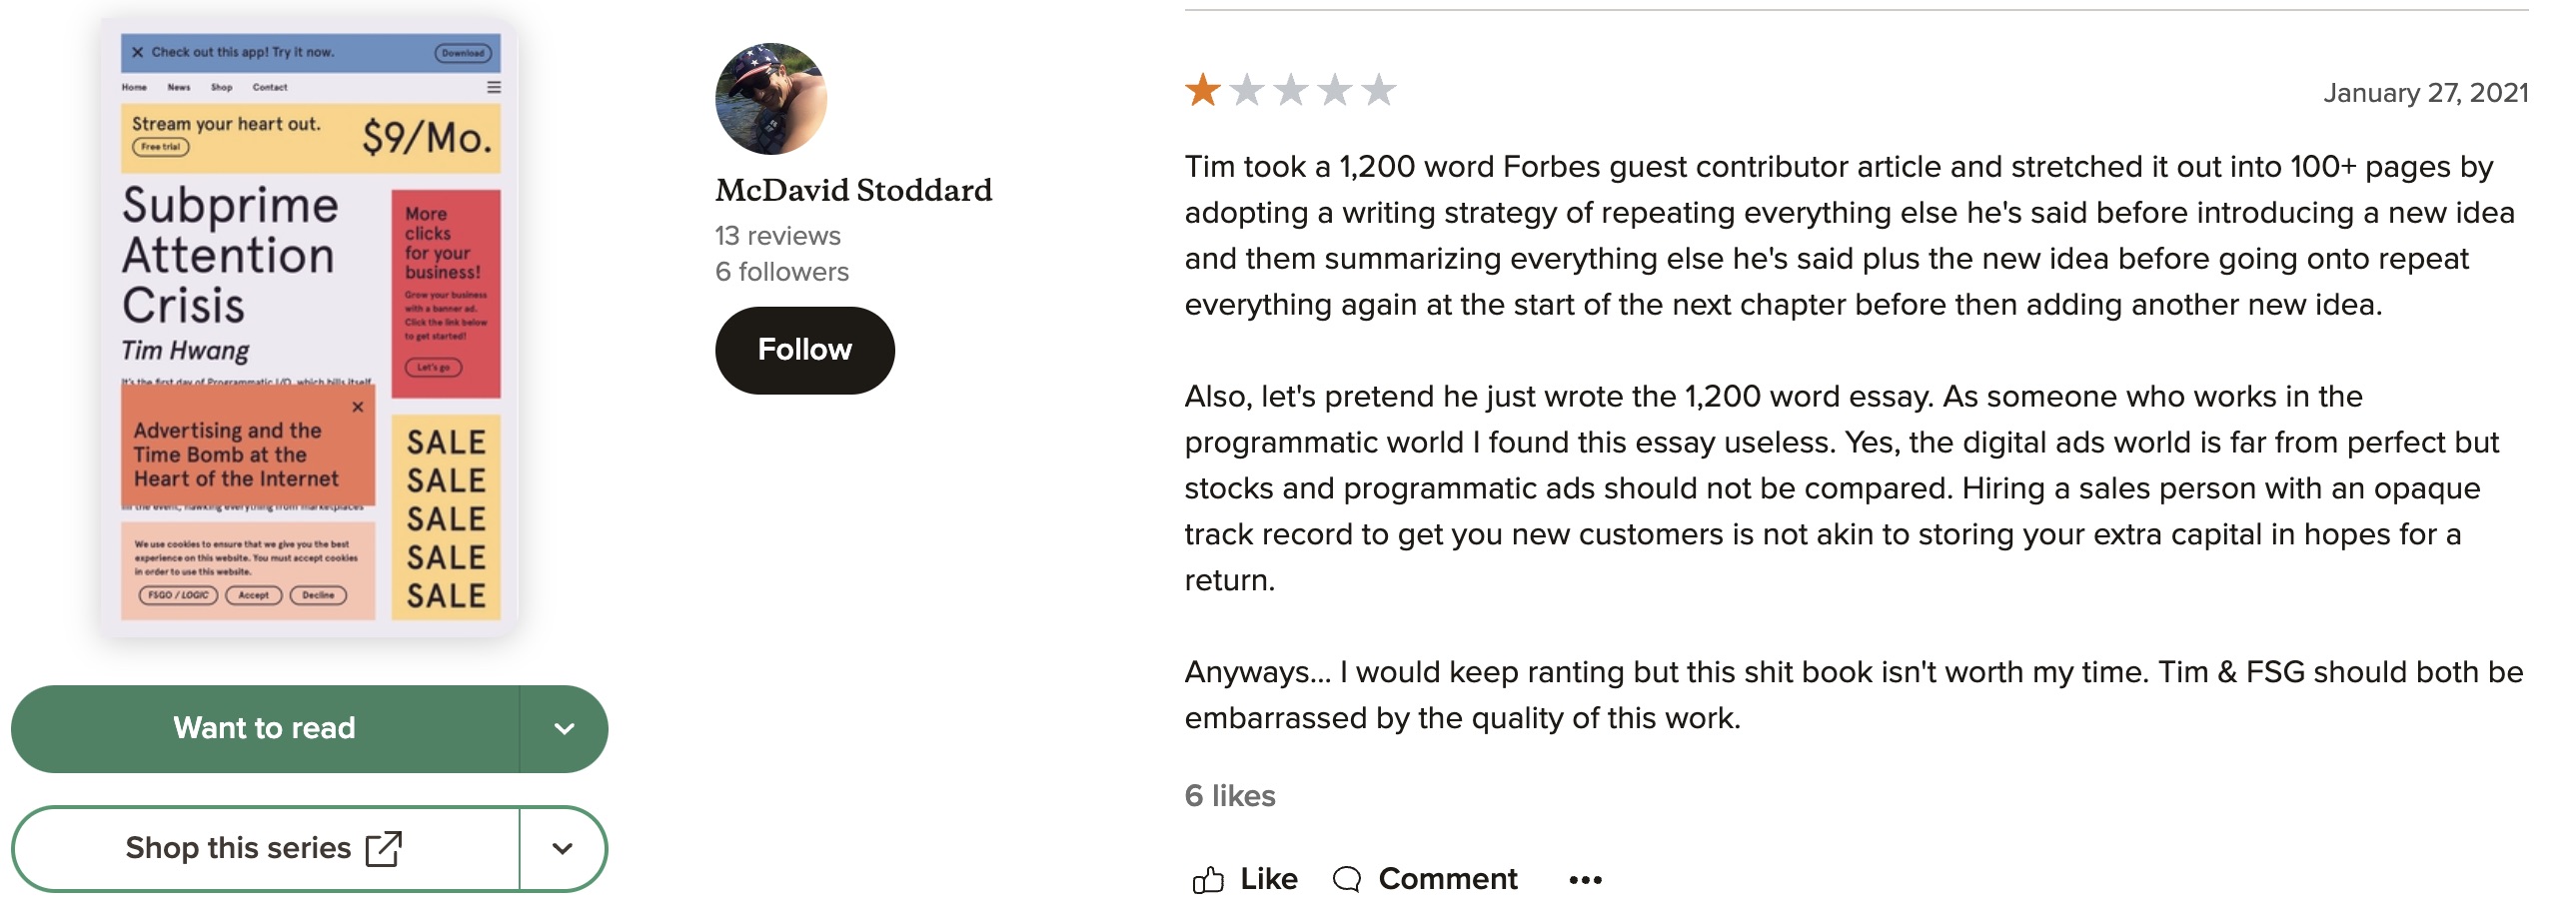 Check out this app! Try it now.
Download
Home News Shop Contact
Stream your heart out.
Free trial
$9/Mo.
Subprime
Attention
Crisis
Tim Hwang
It's the first day of Programmatic I/O, which bills itself
More
clicks
for your
business!
Grow your business
with a banner ad.
Click the link below
to get started!
Let's go
Advertising and the
Time Bomb at the
Heart of the Internet
the event, hawking everything from marketplaces
We use cookies to ensure that we give you the best
experience on this website. You must accept cookies
in order to use this website.
FSGO / LOGIC Accept Decline
SALE
SALE
SALE
SALE
SALE
Want to read
Shop this series
McDavid Stoddard
13 reviews
6 followers
Follow
January 27, 2021
Tim took a 1,200 word Forbes guest contributor article and stretched it out into 100+ pages by
adopting a writing strategy of repeating everything else he's said before introducing a new idea
and them summarizing everything else he's said plus the new idea before going onto repeat
everything again at the start of the next chapter before then adding another new idea.
Also, let's pretend he just wrote the 1,200 word essay. As someone who works in the
programmatic world I found this essay useless. Yes, the digital ads world is far from perfect but
stocks and programmatic ads should not be compared. Hiring a sales person with an opaque
track record to get you new customers is not akin to storing your extra capital in hopes for a
return.
Anyways... I would keep ranting but this shit book isn't worth my time. Tim & FSG should both be
embarrassed by the quality of this work.
6 likes
Like Comment